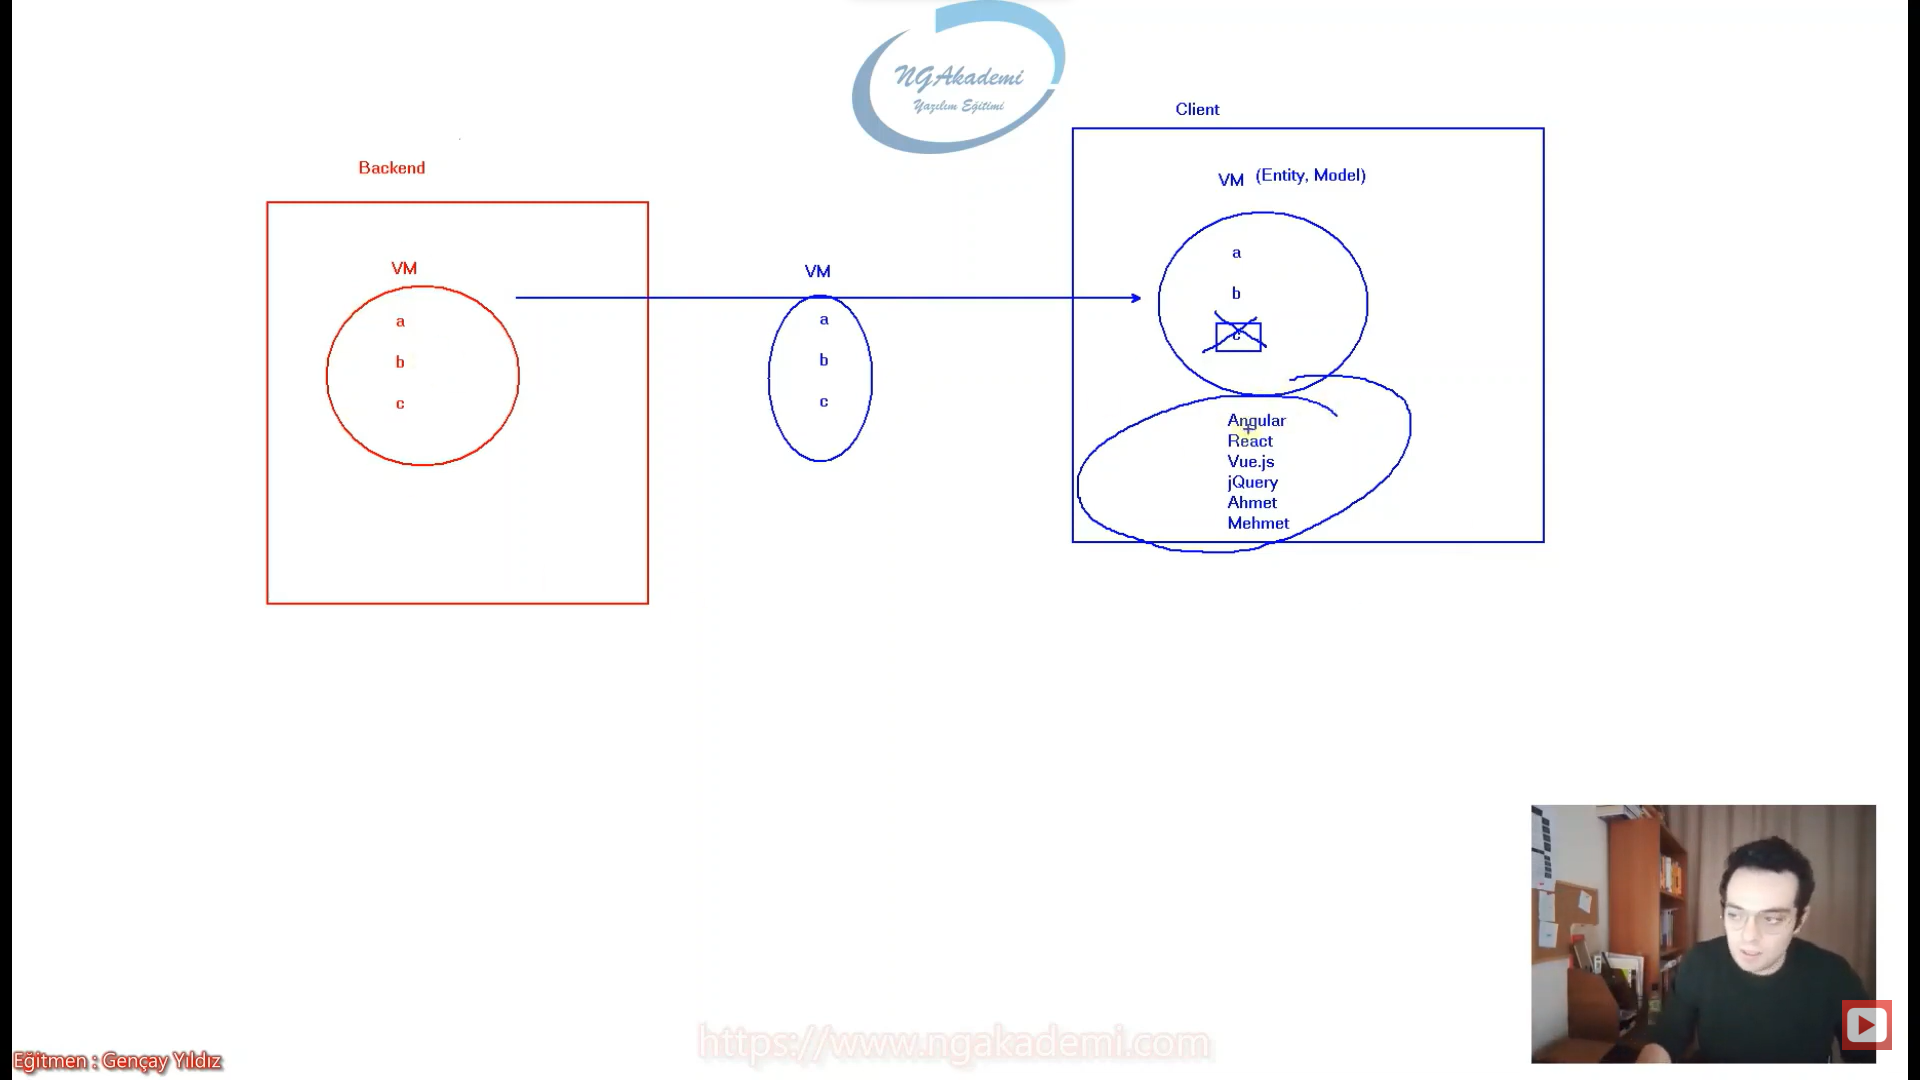 NGAkademi
Yazılım Eğitimi
Client
Backend
VM (Entity, Model)
a
b
c
VM
a
b
c
VM
a
b
c
Angular
React
Vue.js
jQuery
Ahmet
Mehmet
https://www.ngakademi.com
Eğitmen : Gençay Yıldız